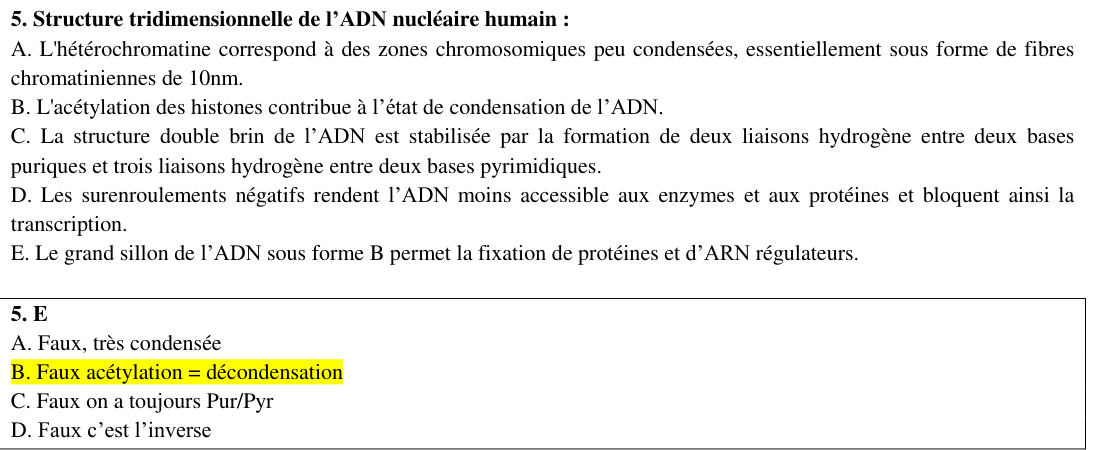 5. Structure tridimensionnelle de l’ADN nucléaire humain :
A. L'hétérochromatine correspond à des zones chromosomiques peu condensées, essentiellement sous forme de fibres
chromatiniennes de 10nm.
B. L'acétylation des histones contribue à l’état de condensation de l’ADN.
C. La structure double brin de l’ADN est stabilisée par la formation de deux liaisons hydrogène entre deux bases
puriques et trois liaisons hydrogène entre deux bases pyrimidiques.
D. Les surenroulements négatifs rendent l’ADN moins accessible aux enzymes et aux protéines et bloquent ainsi la
transcription.
E. Le grand sillon de l’ADN sous forme B permet la fixation de protéines et d’ARN régulateurs.
5. E
A. Faux, très condensée
B. Faux acétylation = décondensation
C. Faux on a toujours Pur/Pyr
D. Faux c’est l’inverse